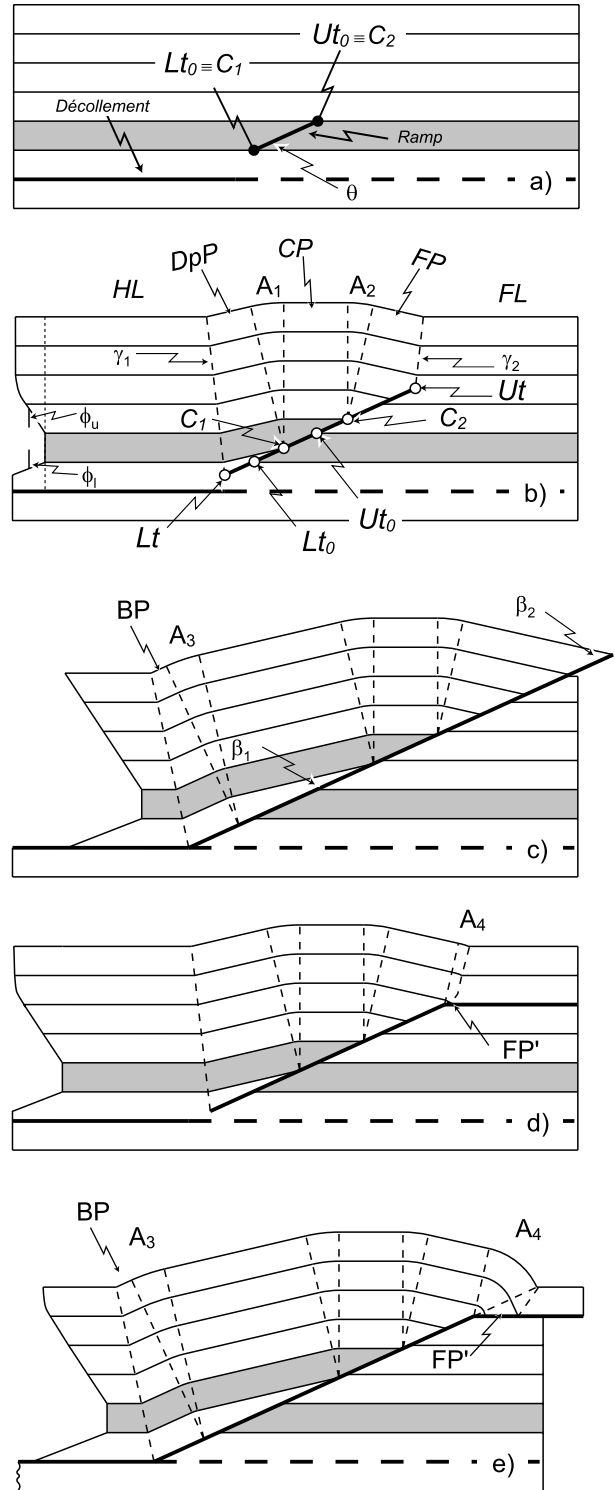 Ut₀ ≡ C₂
Lt₀ ≡ C₁
Décollement
Ramp
θ
a)
DpP
CP
FP
HL
A₁
A₂
FL
γ₁
γ₂
Ut
C₁
C₂
ϕᵤ
ϕₗ
Lt
Lt₀
Ut₀
b)
β₂
BP
A₃
β₁
c)
A₄
FP'
d)
BP
A₃
A₄
FP'
e)